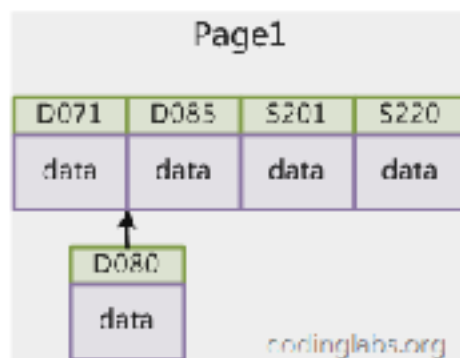 Page1
D071 D085 S201 S220
data data data data
D080
data
codinglabs.org